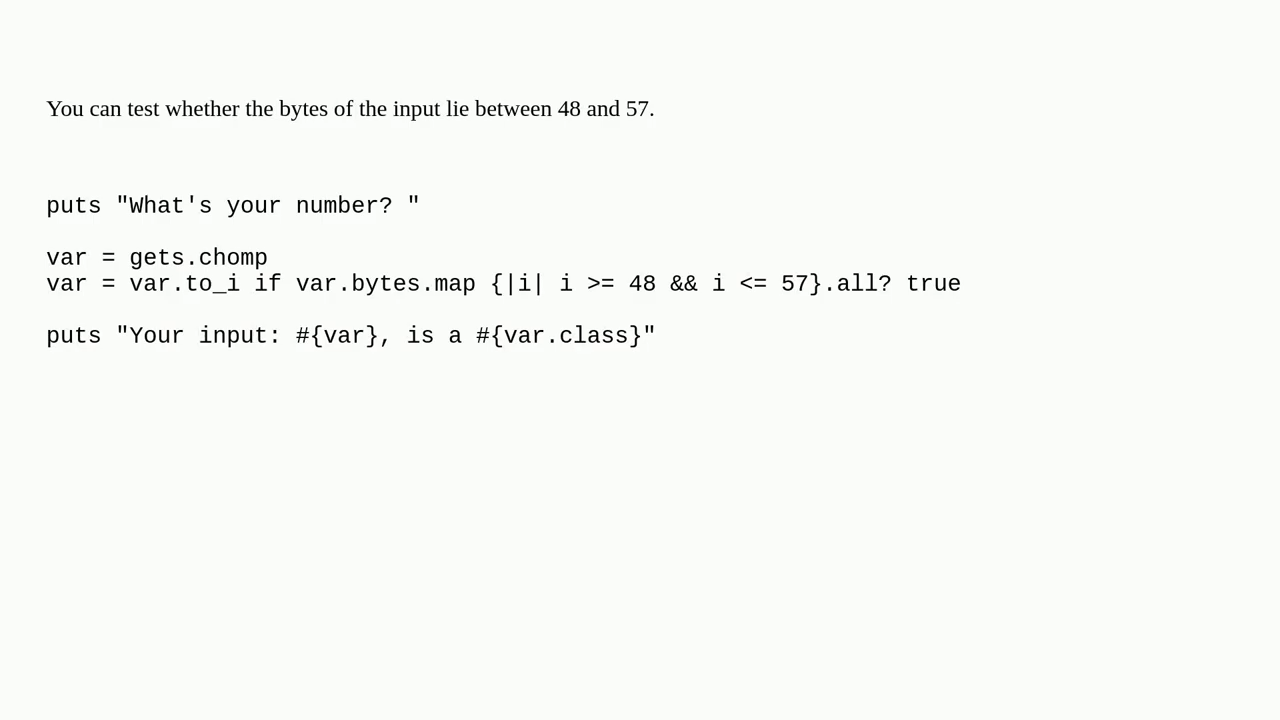 You can test whether the bytes of the input lie between 48 and 57.
puts "What's your number? "
var = gets.chomp
var = var.to_i if var.bytes.map {|i| i >= 48 && i <= 57}.all? true
puts "Your input: #{var}, is a #{var.class}"